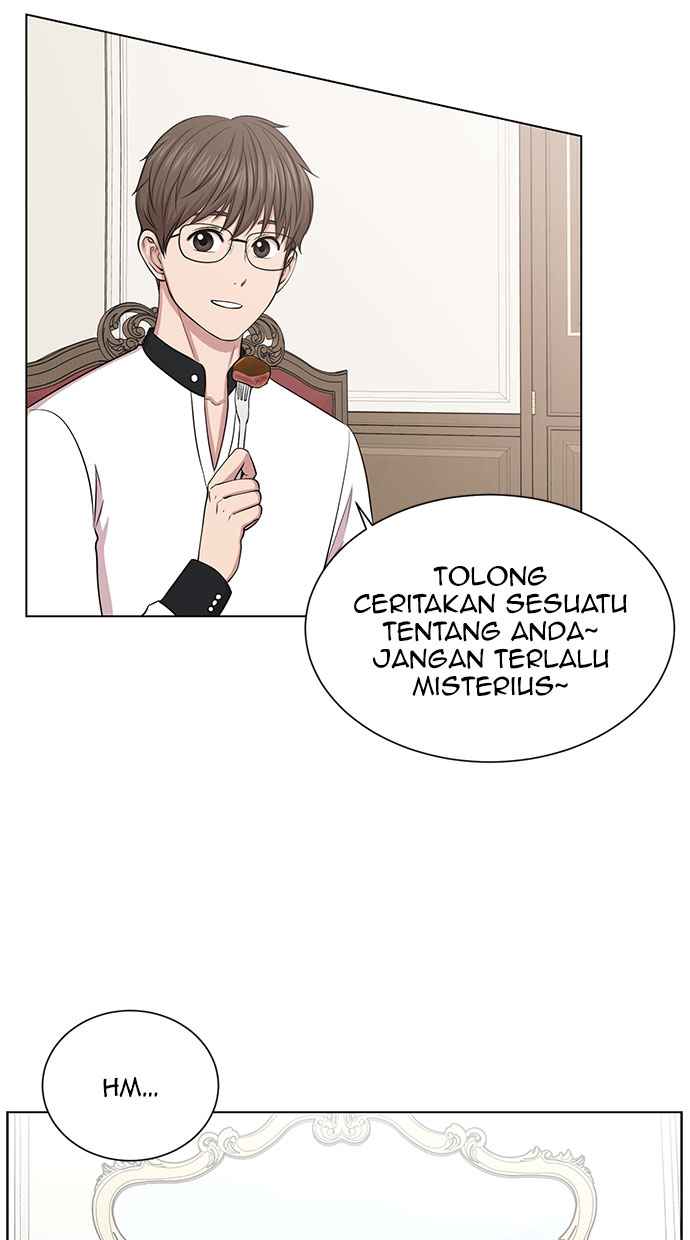 TOLONG
CERITAKAN SESUATU
TENTANG ANDA~
JANGAN TERLALU
MISTERIUS~
HM...